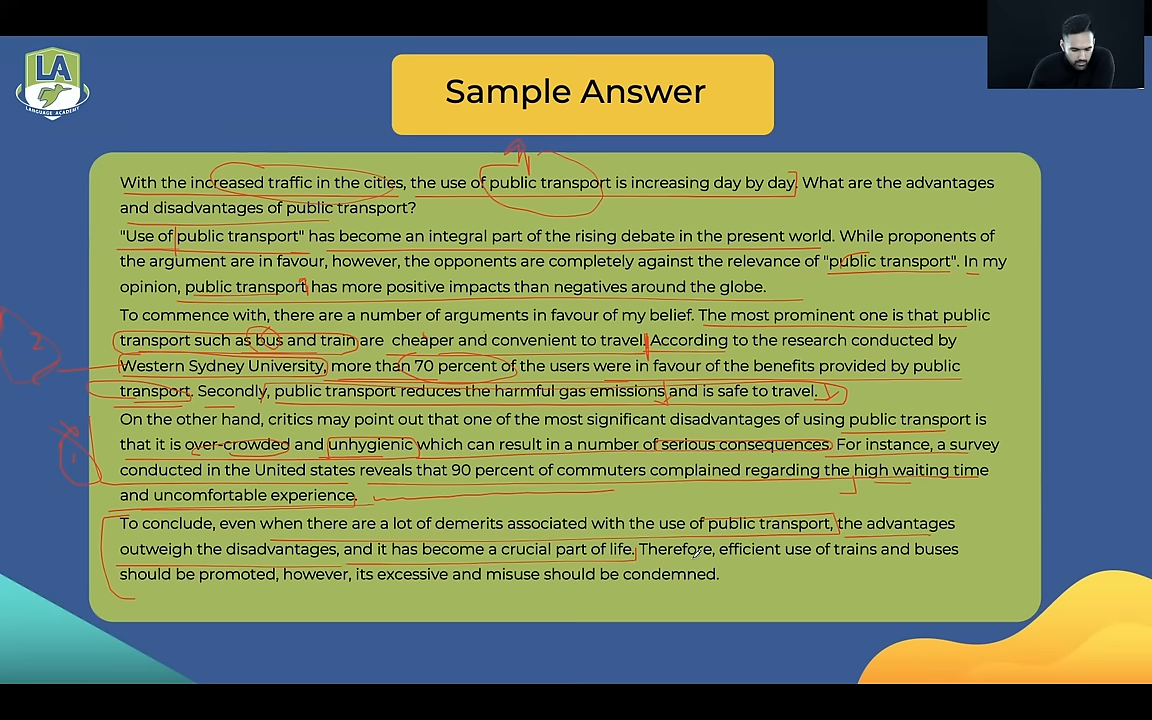 LA
LANGUAGE ACADEMY
Sample Answer
With the increased traffic in the cities, the use of public transport is increasing day by day. What are the advantages
and disadvantages of public transport?
"Use of public transport" has become an integral part of the rising debate in the present world. While proponents of
the argument are in favour, however, the opponents are completely against the relevance of "public transport". In my
opinion, public transport has more positive impacts than negatives around the globe.
To commence with, there are a number of arguments in favour of my belief. The most prominent one is that public
transport such as bus and train are cheaper and convenient to travel. According to the research conducted by
Western Sydney University, more than 70 percent of the users were in favour of the benefits provided by public
transport. Secondly, public transport reduces the harmful gas emissions and is safe to travel.
On the other hand, critics may point out that one of the most significant disadvantages of using public transport is
that it is over-crowded and unhygienic which can result in a number of serious consequences. For instance, a survey
conducted in the United states reveals that 90 percent of commuters complained regarding the high waiting time
and uncomfortable experience.
To conclude, even when there are a lot of demerits associated with the use of public transport, the advantages
outweigh the disadvantages, and it has become a crucial part of life. Therefore, efficient use of trains and buses
should be promoted, however, its excessive and misuse should be condemned.
2